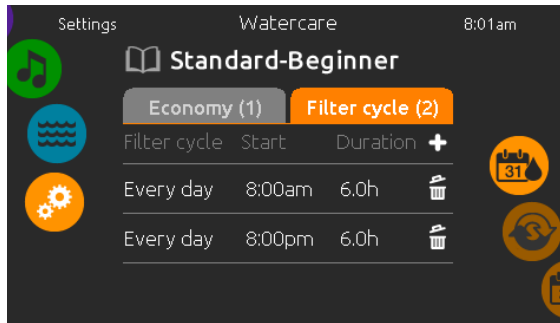 Settings Watercare 8:01am
Standard-Beginner
Economy (1) Filter cycle (2)
Filter cycle Start Duration +
Every day 8:00am 6.0h
Every day 8:00pm 6.0h
31